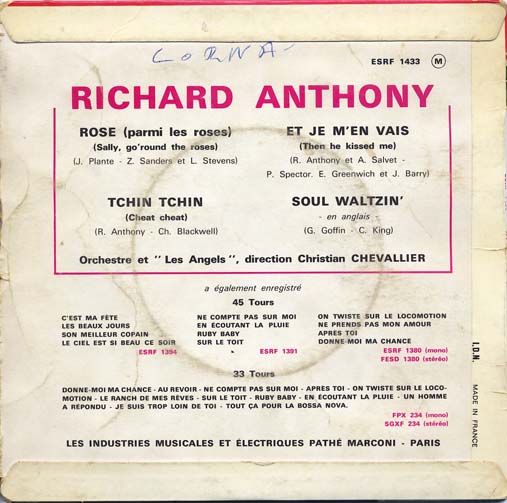 CORNA-
ESRF 1433 M
RICHARD ANTHONY
ROSE (parmi les roses)
(Sally, go'round the roses)
(J. Plante - Z. Sanders et L. Stevens)
ET JE M'EN VAIS
(Then he kissed me)
(R. Anthony et A. Salvet -
P. Spector. E. Greenwich et J. Barry)
TCHIN TCHIN
(Cheat cheat)
(R. Anthony - Ch. Blackwell)
SOUL WALTZIN'
- en anglais -
(G. Goffin - C. King)
Orchestre et " Les Angels ", direction Christian CHEVALLIER
a également enregistré
45 Tours
C'EST MA FÊTE
LES BEAUX JOURS
SON MEILLEUR COPAIN
LE CIEL EST SI BEAU CE SOIR
ESRF 1394
NE COMPTE PAS SUR MOI
EN ÉCOUTANT LA PLUIE
RUBY BABY
SUR LE TOIT
ESRF 1391
ON TWISTE SUR LE LOCOMOTION
NE PRENDS PAS MON AMOUR
APRÈS TOI
DONNE-MOI MA CHANCE
ESRF 1380 (mono)
FESD 1380 (stéréo)
33 Tours
DONNE-MOI MA CHANCE - AU REVOIR - NE COMPTE PAS SUR MOI - APRES TOI - ON TWISTE SUR LE LOCO-
MOTION - LE RANCH DE MES RÊVES - SUR LE TOIT - RUBY BABY - EN ÉCOUTANT LA PLUIE - UN HOMME
A RÉPONDU - JE SUIS TROP LOIN DE TOI - TOUT ÇA POUR LA BOSSA NOVA.
FPX 234 (mono)
SGXF 234 (stéréo)
LES INDUSTRIES MUSICALES ET ÉLECTRIQUES PATHÉ MARCONI - PARIS
I.D.N.
MADE IN FRANCE